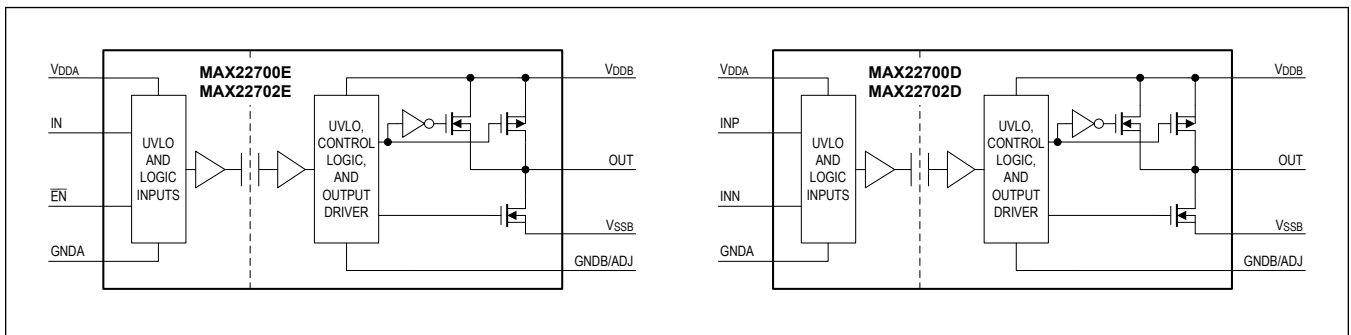 MAX22700E
MAX22702E
VDDA
IN
EN
GNDA
UVLO
AND
LOGIC
INPUTS
UVLO,
CONTROL
LOGIC,
AND
OUTPUT
DRIVER
VDDB
OUT
VSSB
GNDB/ADJ
MAX22700D
MAX22702D
VDDA
INP
INN
GNDA
UVLO
AND
LOGIC
INPUTS
UVLO,
CONTROL
LOGIC,
AND
OUTPUT
DRIVER
VDDB
OUT
VSSB
GNDB/ADJ